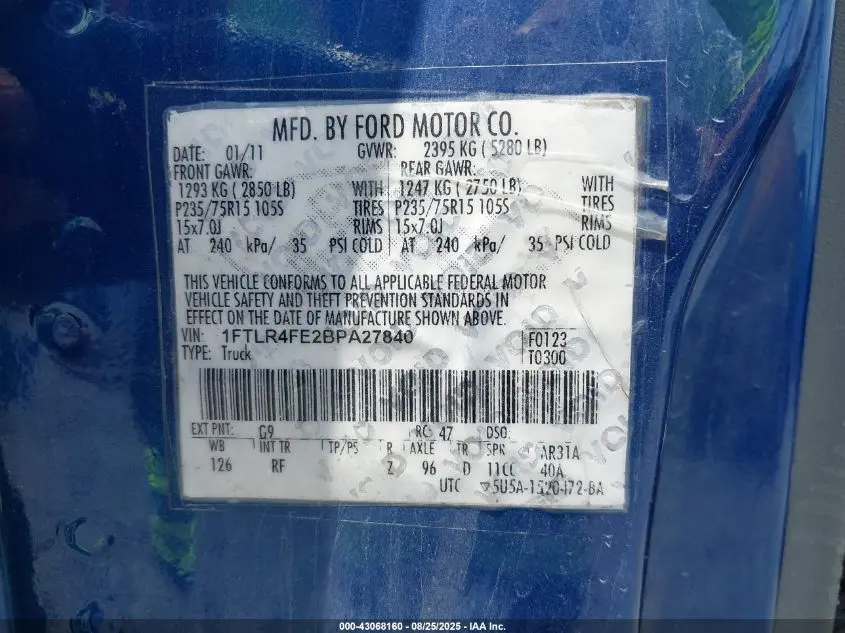 MFD. BY FORD MOTOR CO.
DATE: 01/11 GVWR: 2395 KG ( 5280 LB)
FRONT GAWR: REAR GAWR:
1293 KG ( 2850 LB) WITH 1247 KG ( 2750 LB) WITH
P235/75R15 105S TIRES P235/75R15 105S TIRES
15x7.0J RIMS 15x7.0J RIMS
AT 240 kPa/ 35 PSI COLD AT 240 kPa/ 35 PSI COLD
THIS VEHICLE CONFORMS TO ALL APPLICABLE FEDERAL MOTOR
VEHICLE SAFETY AND THEFT PREVENTION STANDARDS IN
EFFECT ON THE DATE OF MANUFACTURE SHOWN ABOVE.
VIN: 1FTLR4FE2BPA27840 F0123
TYPE: Truck T0300
EXT PNT: G9 RC: 47 DSO:
WB INT TR TP/PS R AXLE TR SPR AR31A
126 RF Z 96 D 11CC 40A
UTC 5U5A-1520472-BA
000-43068160 - 08/25/2025 - IAA Inc.